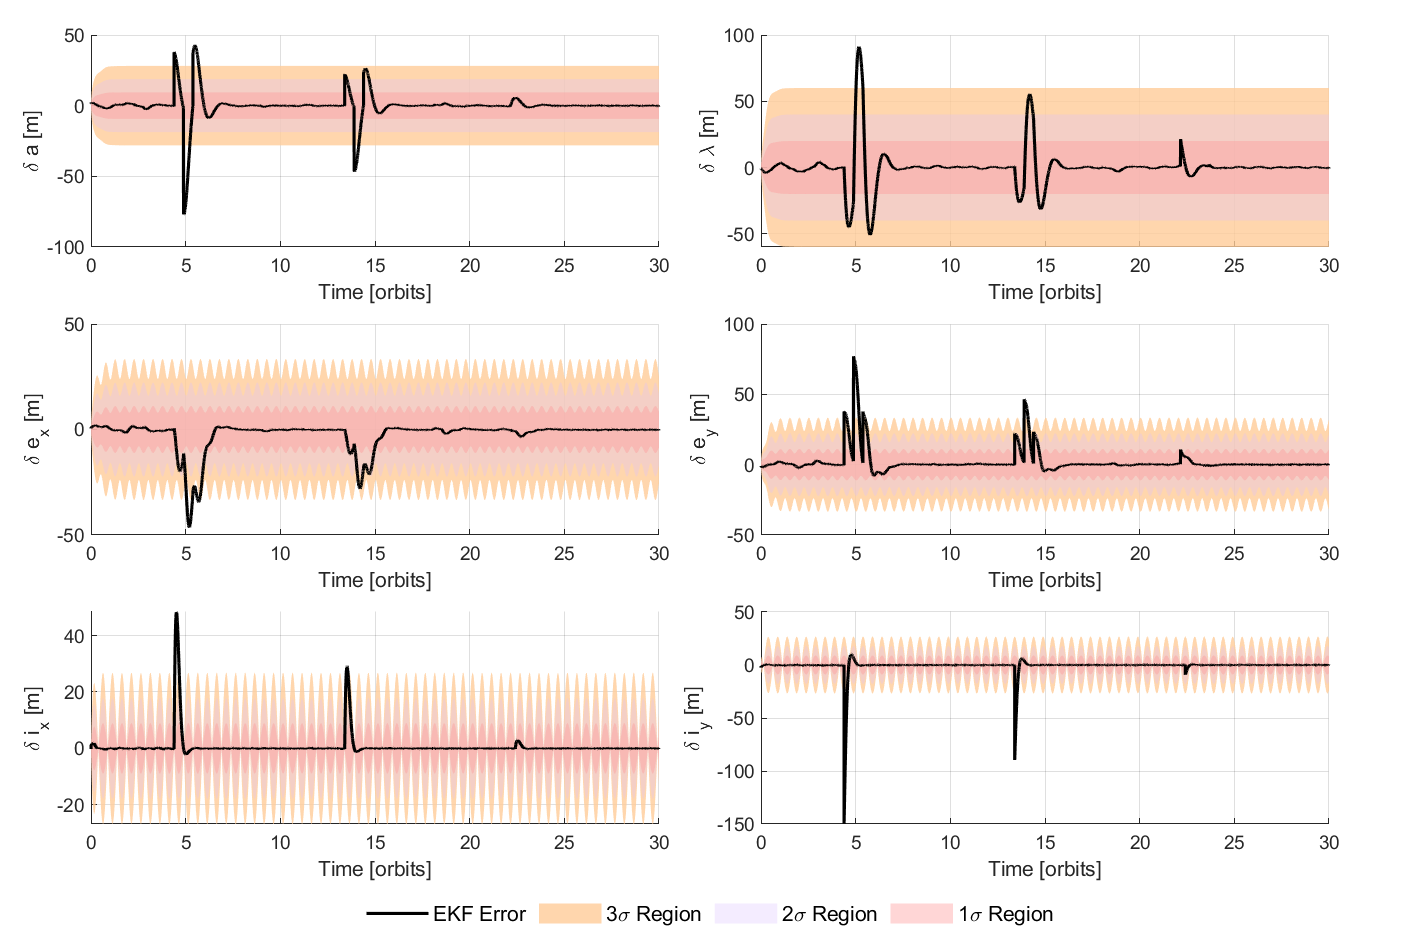 50
0
-50
-100
δ a [m]
0 5 10 15 20 25 30
Time [orbits]
100
50
0
-50
δ λ [m]
0 5 10 15 20 25 30
Time [orbits]
50
0
-50
δ e_x [m]
0 5 10 15 20 25 30
Time [orbits]
100
50
0
-50
δ e_y [m]
0 5 10 15 20 25 30
Time [orbits]
40
20
0
-20
δ i_x [m]
0 5 10 15 20 25 30
Time [orbits]
50
0
-50
-100
-150
δ i_y [m]
0 5 10 15 20 25 30
Time [orbits]
EKF Error 3σ Region 2σ Region 1σ Region